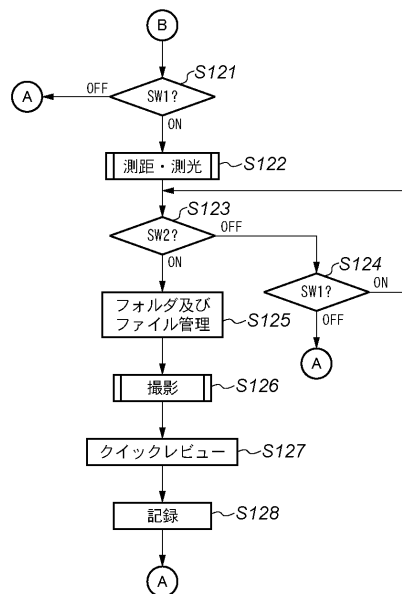 B
S121
A
OFF
SW1?
ON
測距・測光
S122
S123
SW2?
OFF
ON
S124
SW1?
ON
OFF
A
フォルダ及び
ファイル管理
S125
撮影
S126
クイックレビュー
S127
記録
S128
A